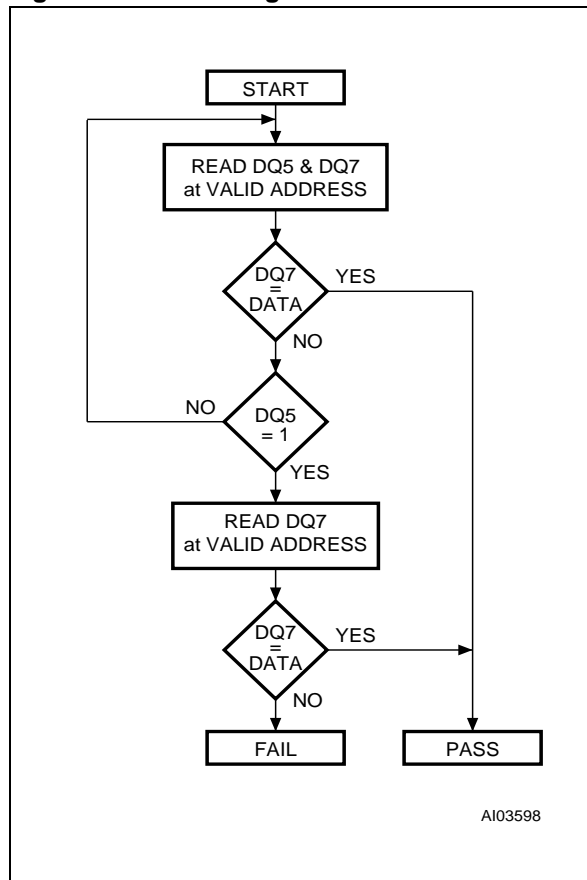 START
READ DQ5 & DQ7
at VALID ADDRESS
DQ7
=
DATA
YES
NO
DQ5
= 1
NO
YES
READ DQ7
at VALID ADDRESS
DQ7
=
DATA
YES
NO
FAIL
PASS
AI03598